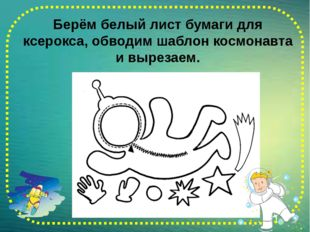 Берём белый лист бумаги для
ксерокса, обводим шаблон космонавта
и вырезаем.